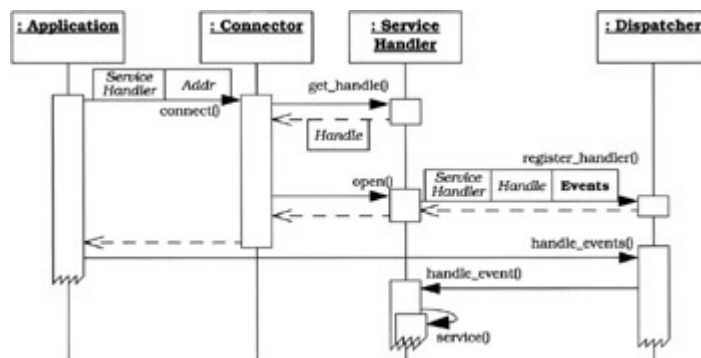 : Application
: Connector
: Service
Handler
: Dispatcher
Service
Handler
Addr
connect()
get_handle()
Handle
register_handler()
open()
Service
Handler
Handle
Events
handle_events()
handle_event()
service()